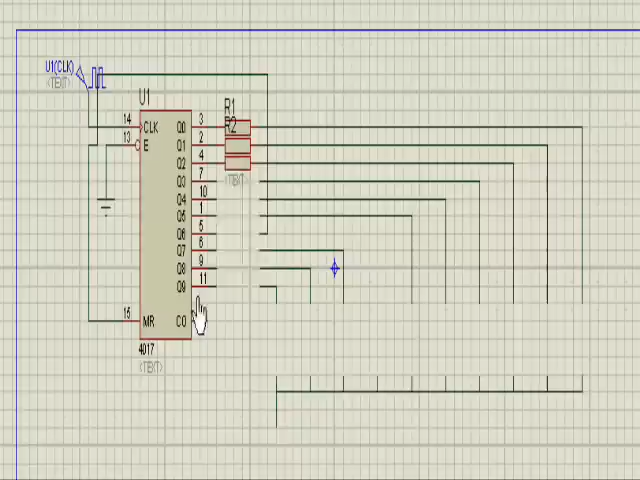 U1(CLK)
<TEXT>
U1
R1
R2
14 CLK Q0 3
13 E Q1 2
Q2 4
Q3 7
<TEXT>
Q4 10
Q5 1
Q6 5
Q7 6
Q8 9
Q9 11
15 MR CO
4017
<TEXT>